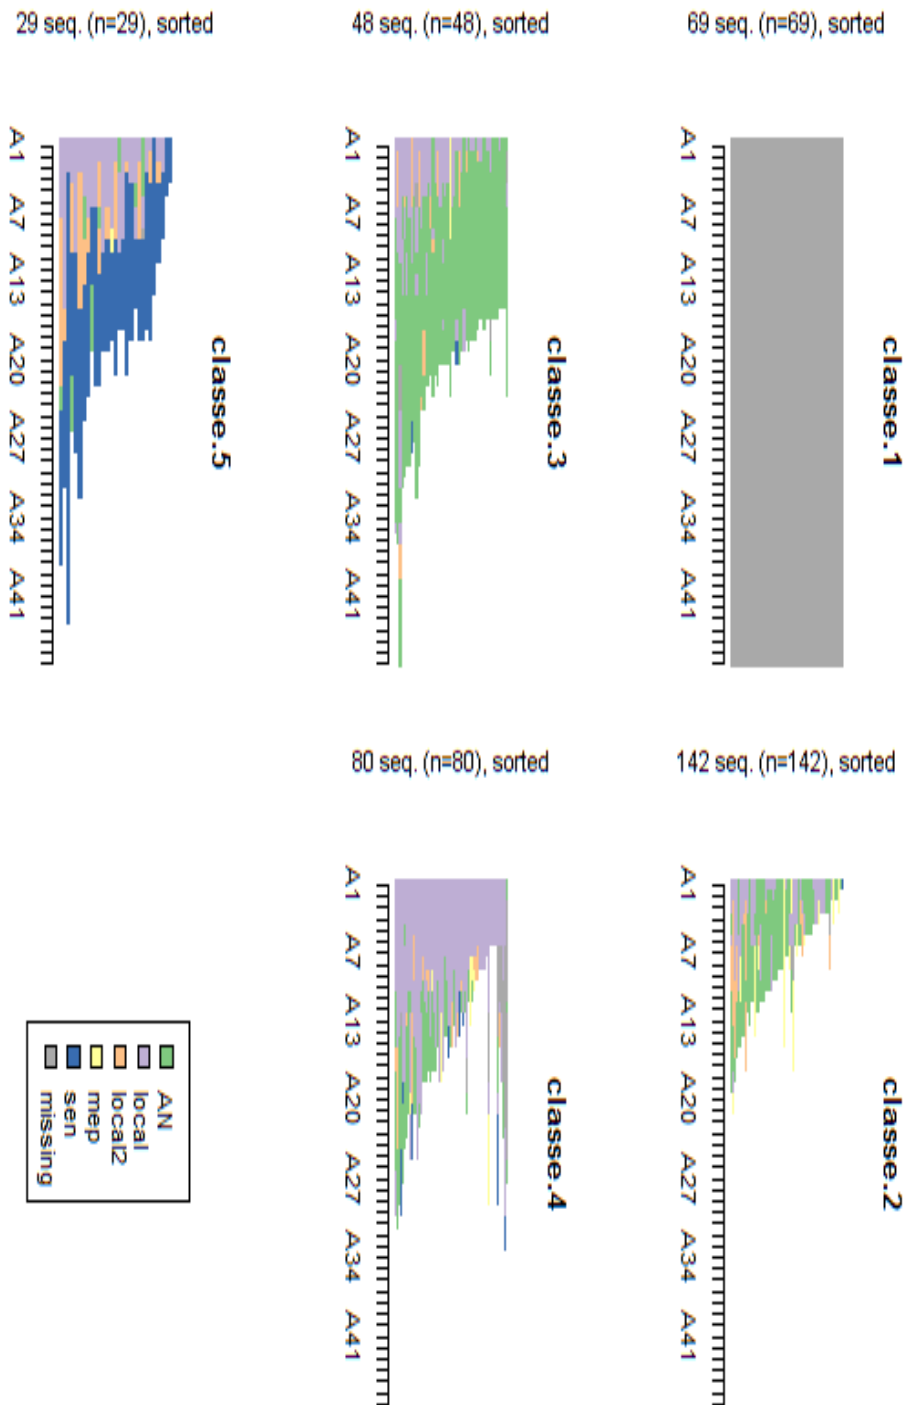 classe.1
69 seq. (n=69), sorted
A1 A7 A13 A20 A27 A34 A41
classe.2
142 seq. (n=142), sorted
A1 A7 A13 A20 A27 A34 A41
classe.3
48 seq. (n=48), sorted
A1 A7 A13 A20 A27 A34 A41
classe.4
80 seq. (n=80), sorted
A1 A7 A13 A20 A27 A34 A41
classe.5
29 seq. (n=29), sorted
A1 A7 A13 A20 A27 A34 A41
AN
local
local2
mep
sen
missing